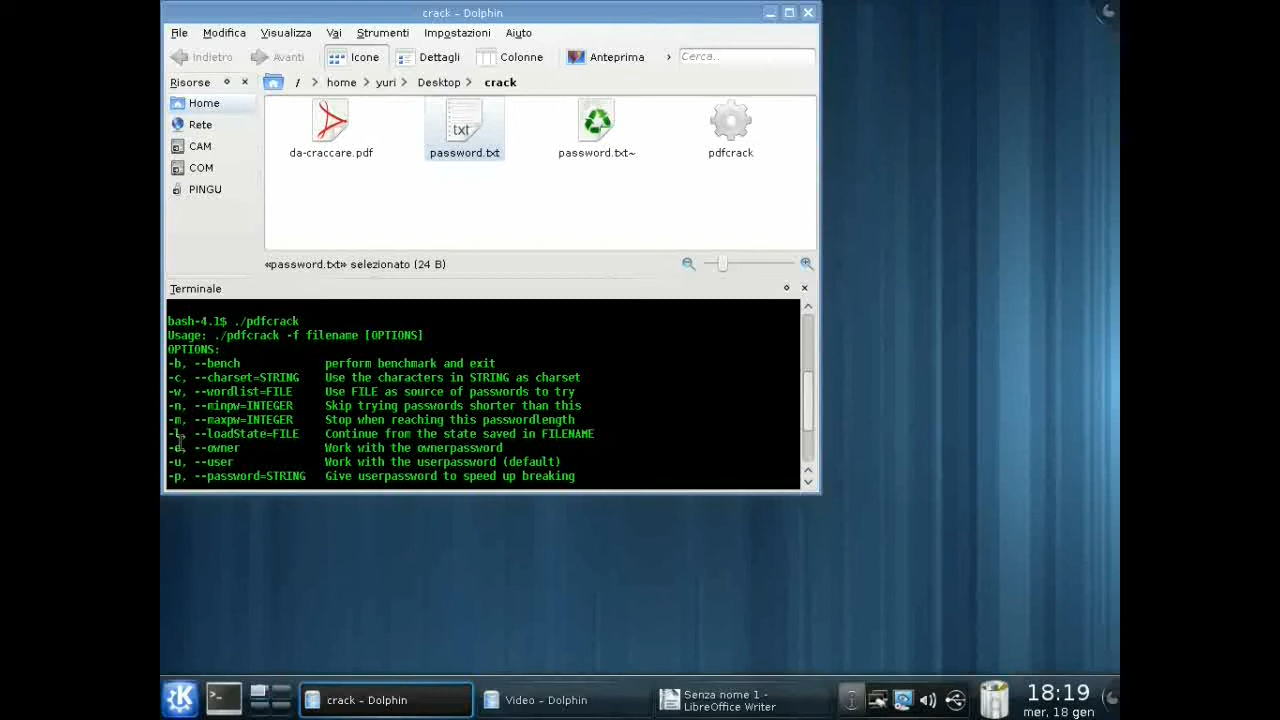 crack – Dolphin
File Modifica Visualizza Vai Strumenti Impostazioni Aiuto
Indietro Avanti Icone Dettagli Colonne Anteprima Cerca..
Risorse / home yuri Desktop crack
Home
Rete
CAM
COM
PINGU
txt
da-craccare.pdf password.txt password.txt~ pdfcrack
«password.txt» selezionato (24 B)
Terminale
bash-4.1$ ./pdfcrack
Usage: ./pdfcrack -f filename [OPTIONS]
OPTIONS:
-b, --bench perform benchmark and exit
-c, --charset=STRING Use the characters in STRING as charset
-w, --wordlist=FILE Use FILE as source of passwords to try
-n, --minpw=INTEGER Skip trying passwords shorter than this
-m, --maxpw=INTEGER Stop when reaching this passwordlength
-l, --loadState=FILE Continue from the state saved in FILENAME
-o, --owner Work with the ownerpassword
-u, --user Work with the userpassword (default)
-p, --password=STRING Give userpassword to speed up breaking
crack – Dolphin
Video – Dolphin
Senza nome 1 -
LibreOffice Writer
18:19
mer, 18 gen